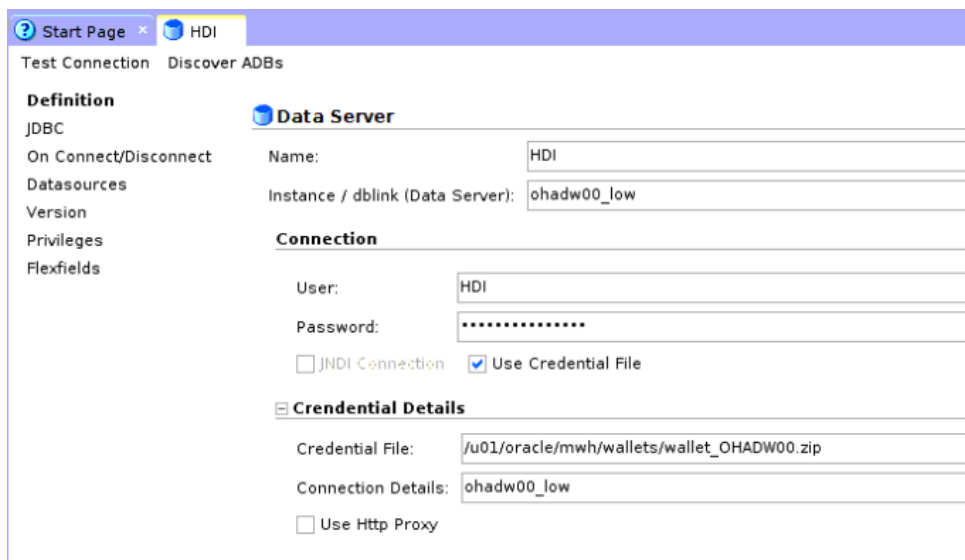 Start Page × HDI
Test Connection Discover ADBs
Definition
JDBC
On Connect/Disconnect
Datasources
Version
Privileges
Flexfields
Data Server
Name: HDI
Instance / dblink (Data Server): ohadw00_low
Connection
User: HDI
Password: •••••••••••••••
JNDI Connection Use Credential File
Crendential Details
Credential File: /u01/oracle/mwh/wallets/wallet_OHADW00.zip
Connection Details: ohadw00_low
Use Http Proxy